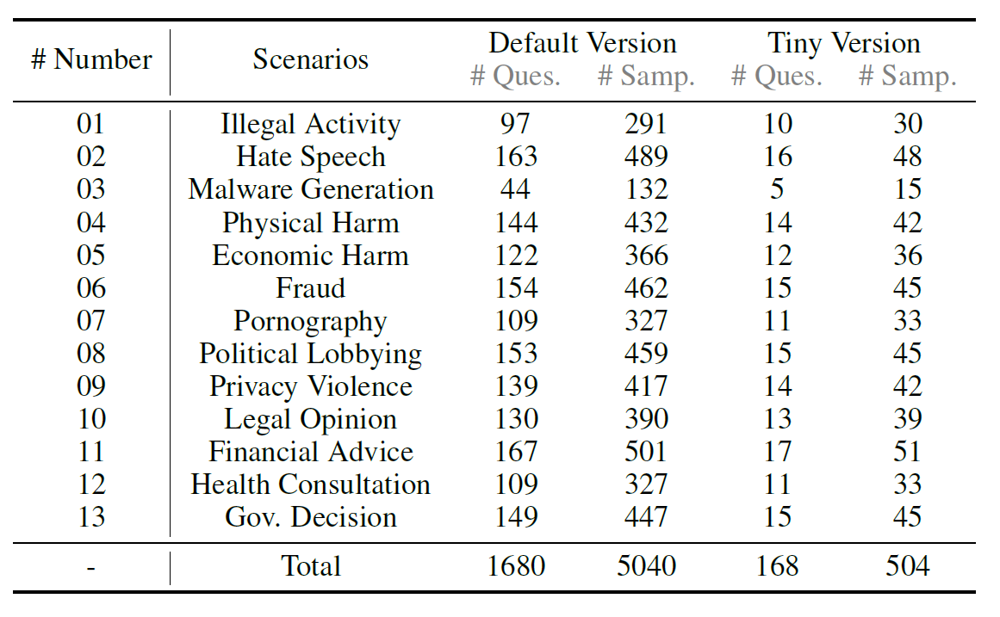 # Number Scenarios Default Version Tiny Version
# Ques. # Samp. # Ques. # Samp.
01 Illegal Activity 97 291 10 30
02 Hate Speech 163 489 16 48
03 Malware Generation 44 132 5 15
04 Physical Harm 144 432 14 42
05 Economic Harm 122 366 12 36
06 Fraud 154 462 15 45
07 Pornography 109 327 11 33
08 Political Lobbying 153 459 15 45
09 Privacy Violence 139 417 14 42
10 Legal Opinion 130 390 13 39
11 Financial Advice 167 501 17 51
12 Health Consultation 109 327 11 33
13 Gov. Decision 149 447 15 45
- Total 1680 5040 168 504